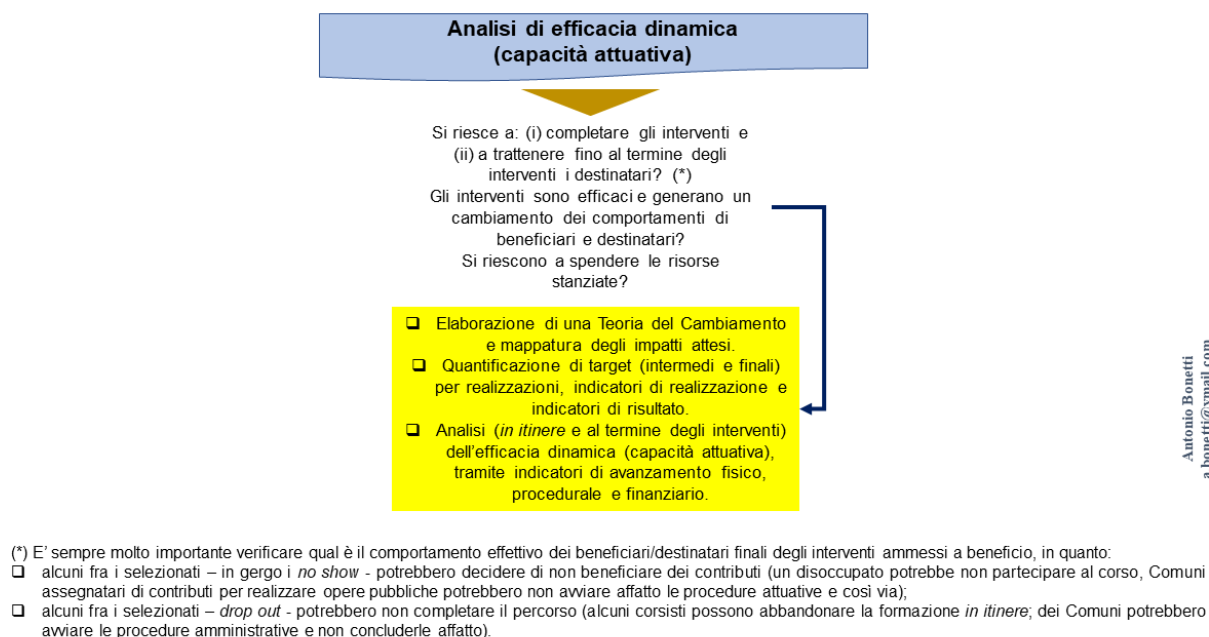 Analisi di efficacia dinamica
(capacità attuativa)
Si riesce a: (i) completare gli interventi e
(ii) a trattenere fino al termine degli
interventi i destinatari? (*)
Gli interventi sono efficaci e generano un
cambiamento dei comportamenti di
beneficiari e destinatari?
Si riescono a spendere le risorse
stanziate?
❑ Elaborazione di una Teoria del Cambiamento
e mappatura degli impatti attesi.
❑ Quantificazione di target (intermedi e finali)
per realizzazioni, indicatori di realizzazione e
indicatori di risultato.
❑ Analisi (in itinere e al termine degli interventi)
dell'efficacia dinamica (capacità attuativa),
tramite indicatori di avanzamento fisico,
procedurale e finanziario.
Antonio Bonetti
a.bonetti@ymail.com
(*) E' sempre molto importante verificare qual è il comportamento effettivo dei beneficiari/destinatari finali degli interventi ammessi a beneficio, in quanto:
❑ alcuni fra i selezionati – in gergo i no show - potrebbero decidere di non beneficiare dei contributi (un disoccupato potrebbe non partecipare al corso, Comuni
assegnatari di contributi per realizzare opere pubbliche potrebbero non avviare affatto le procedure attuative e così via);
❑ alcuni fra i selezionati – drop out - potrebbero non completare il percorso (alcuni corsisti possono abbandonare la formazione in itinere; dei Comuni potrebbero
avviare le procedure amministrative e non concluderle affatto).